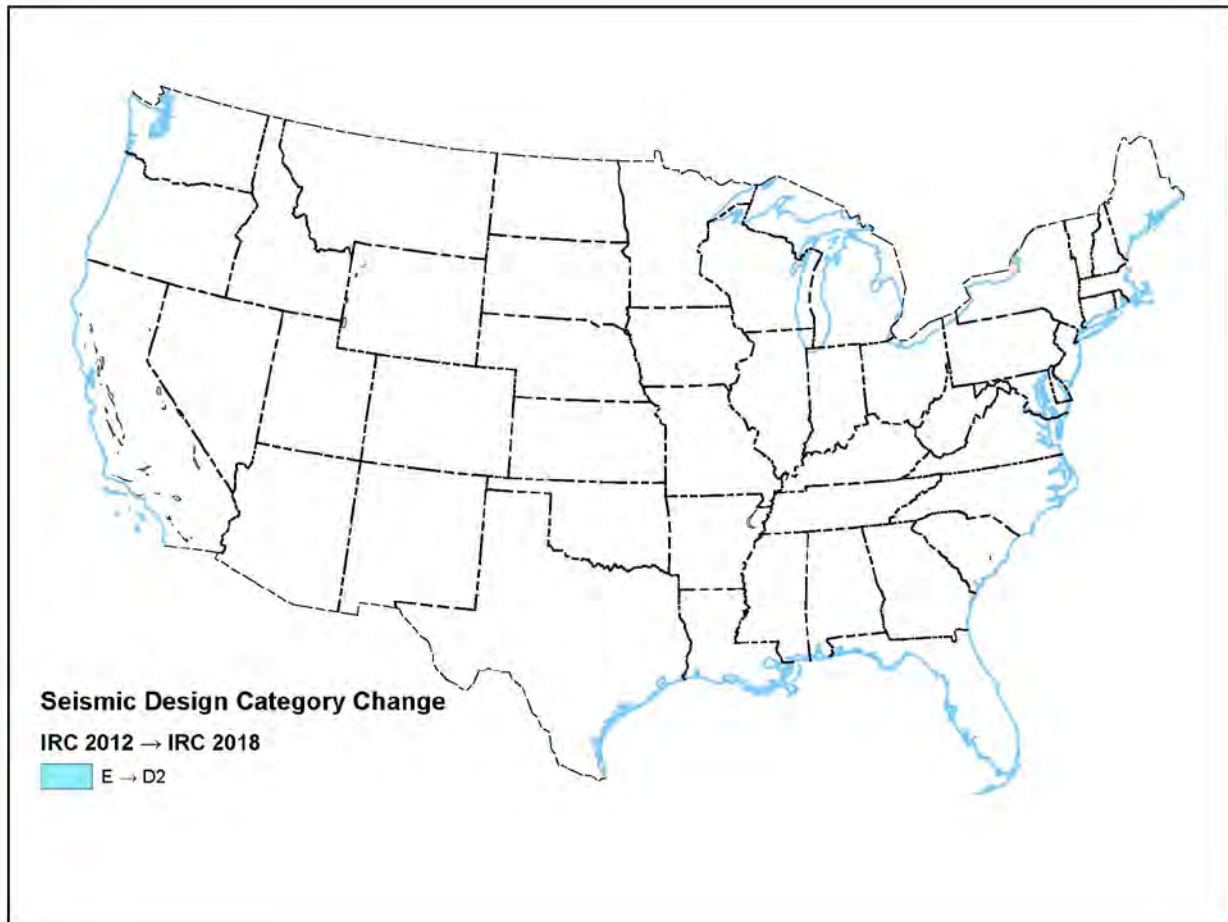 Seismic Design Category Change
IRC 2012 → IRC 2018
E → D2